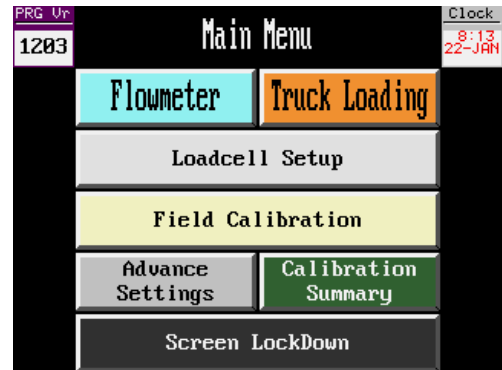 PRG Vr
1203
Main Menu
Clock
8:13
22-JAN
Flowmeter
Truck Loading
Loadcell Setup
Field Calibration
Advance
Settings
Calibration
Summary
Screen LockDown